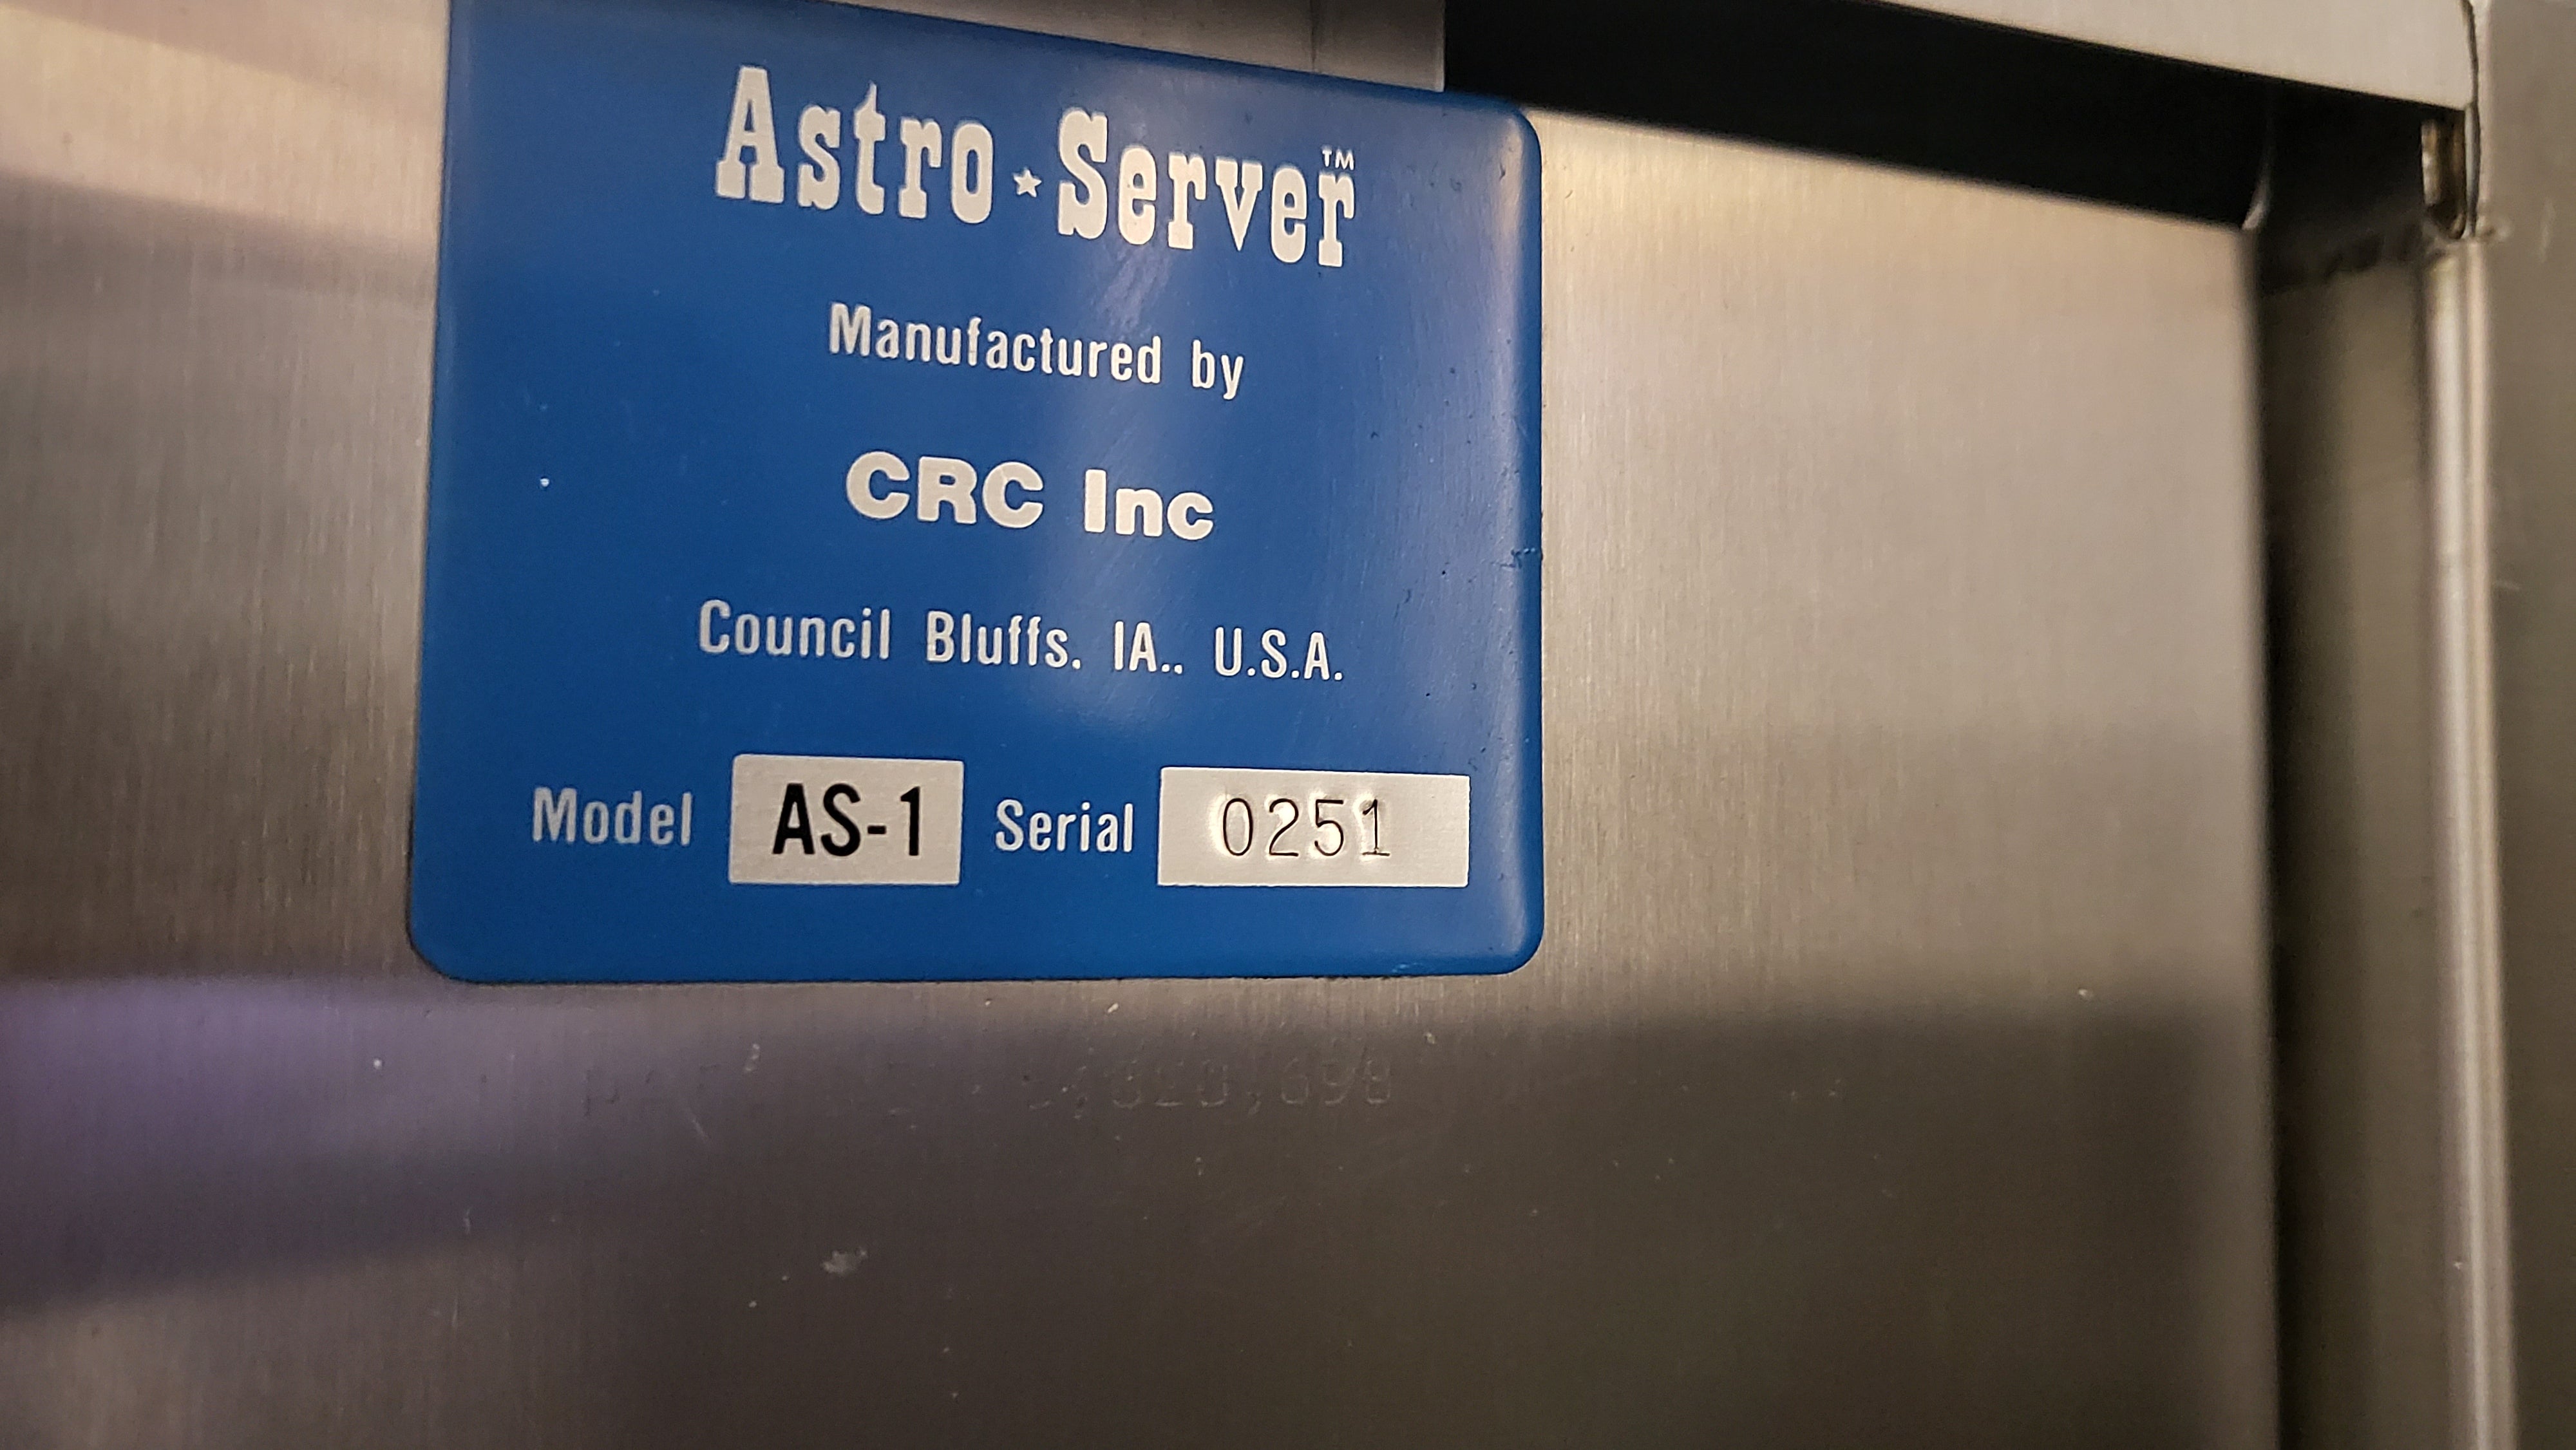 Astro★Server™
Manufactured by
CRC Inc
Council Bluffs. IA.. U.S.A.
Model AS-1 Serial 0251